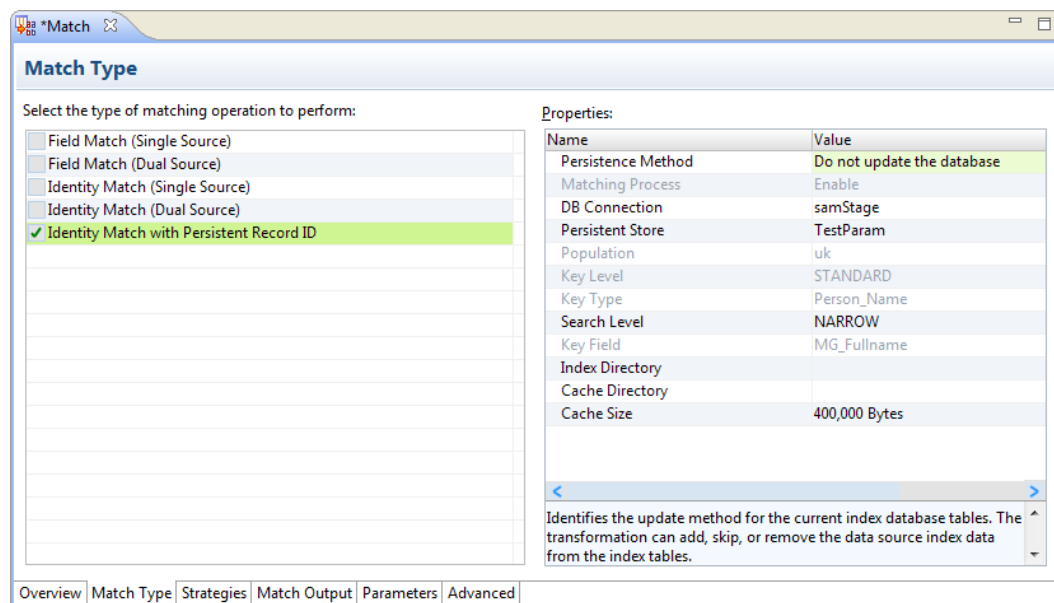 *Match
Match Type
Select the type of matching operation to perform:
Field Match (Single Source)
Field Match (Dual Source)
Identity Match (Single Source)
Identity Match (Dual Source)
Identity Match with Persistent Record ID
Properties:
Name Value
Persistence Method Do not update the database
Matching Process Enable
DB Connection samStage
Persistent Store TestParam
Population uk
Key Level STANDARD
Key Type Person_Name
Search Level NARROW
Key Field MG_Fullname
Index Directory
Cache Directory
Cache Size 400,000 Bytes
Identifies the update method for the current index database tables. The
transformation can add, skip, or remove the data source index data
from the index tables.
Overview Match Type Strategies Match Output Parameters Advanced